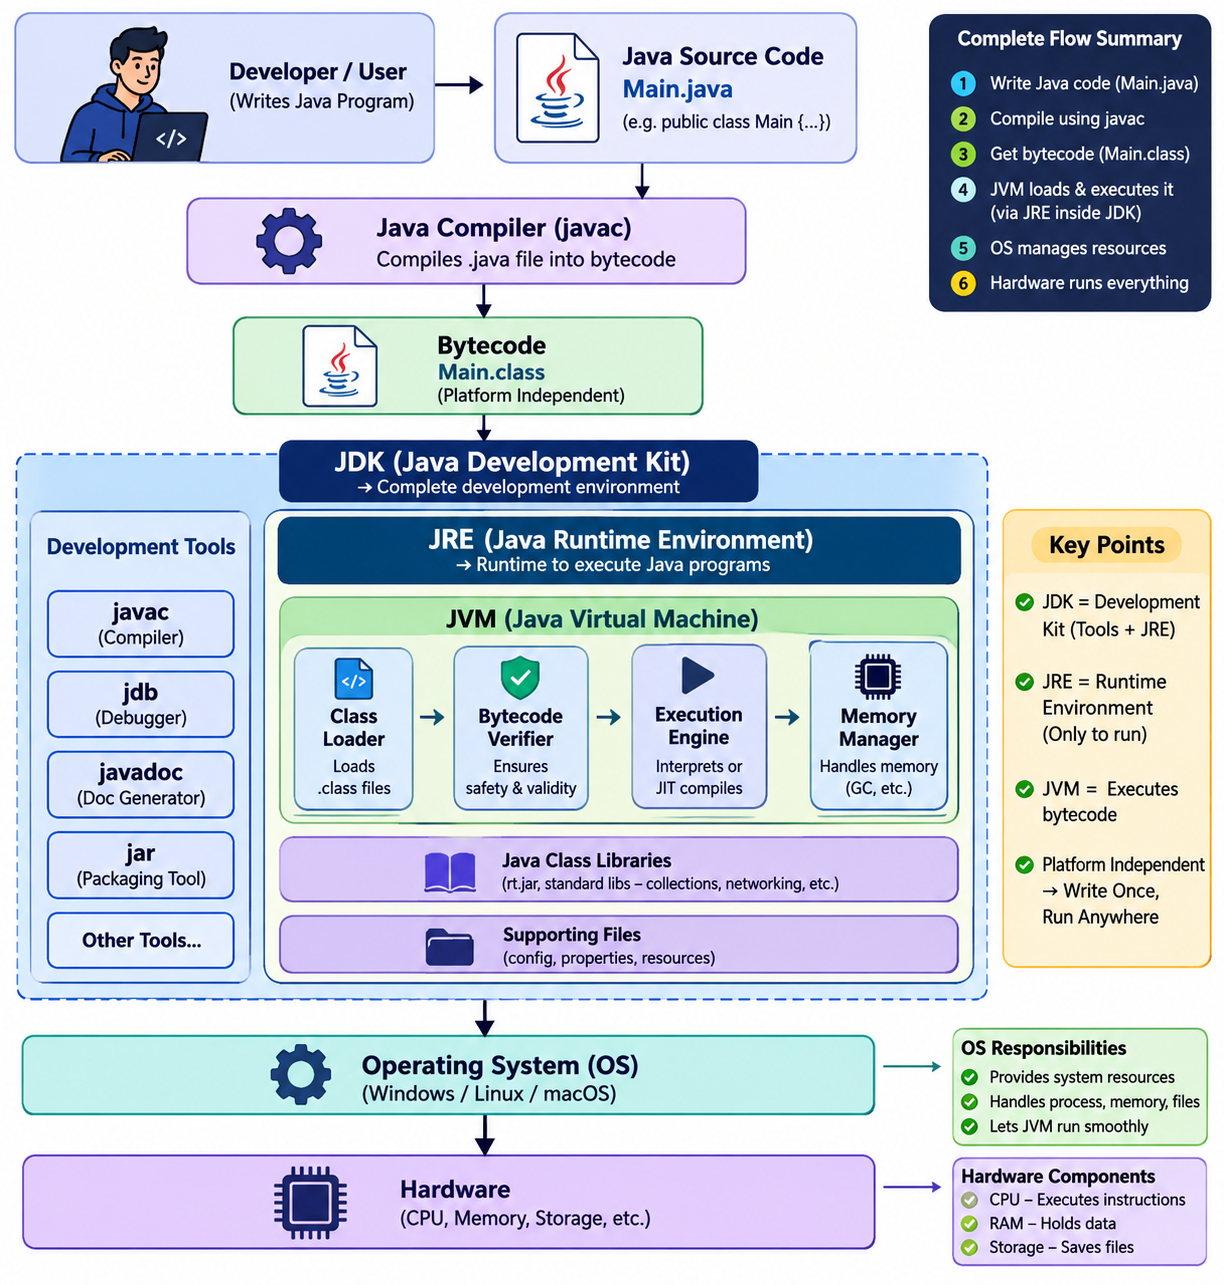 Developer / User
(Writes Java Program)
</>
Java Source Code
Main.java
(e.g. public class Main {...})
Complete Flow Summary
1 Write Java code (Main.java)
2 Compile using javac
3 Get bytecode (Main.class)
4 JVM loads & executes it
(via JRE inside JDK)
5 OS manages resources
6 Hardware runs everything
Java Compiler (javac)
Compiles .java file into bytecode
Bytecode
Main.class
(Platform Independent)
JDK (Java Development Kit)
→ Complete development environment
Development Tools
javac
(Compiler)
jdb
(Debugger)
javadoc
(Doc Generator)
jar
(Packaging Tool)
Other Tools...
JRE (Java Runtime Environment)
→ Runtime to execute Java programs
JVM (Java Virtual Machine)
</>
Class
Loader
Loads
.class files
Bytecode
Verifier
Ensures
safety & validity
Execution
Engine
Interprets or
JIT compiles
Memory
Manager
Handles memory
(GC, etc.)
Java Class Libraries
(rt.jar, standard libs – collections, networking, etc.)
Supporting Files
(config, properties, resources)
Key Points
JDK = Development
Kit (Tools + JRE)
JRE = Runtime
Environment
(Only to run)
JVM = Executes
bytecode
Platform Independent
→ Write Once,
Run Anywhere
Operating System (OS)
(Windows / Linux / macOS)
OS Responsibilities
Provides system resources
Handles process, memory, files
Lets JVM run smoothly
Hardware
(CPU, Memory, Storage, etc.)
Hardware Components
CPU – Executes instructions
RAM – Holds data
Storage – Saves files